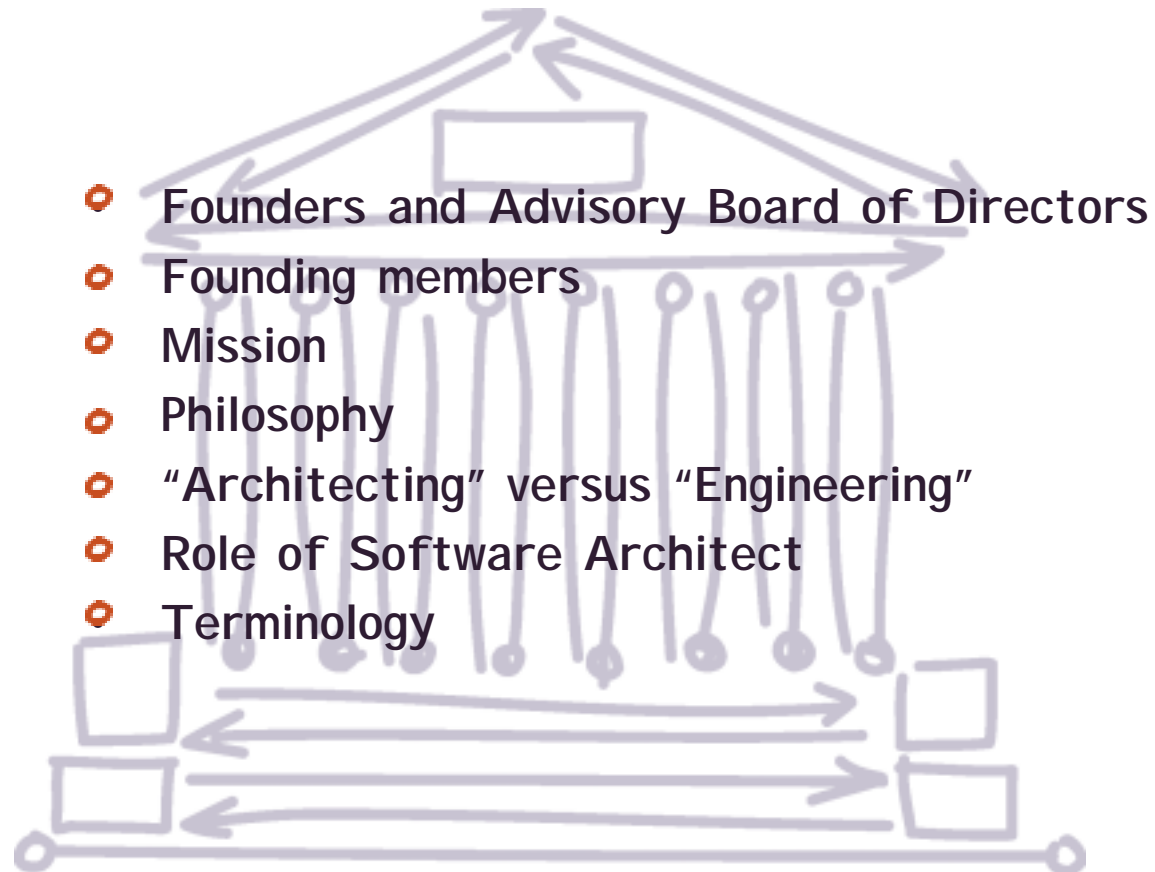 Founders and Advisory Board of Directors
Founding members
Mission
Philosophy
“Architecting” versus “Engineering”
Role of Software Architect
Terminology